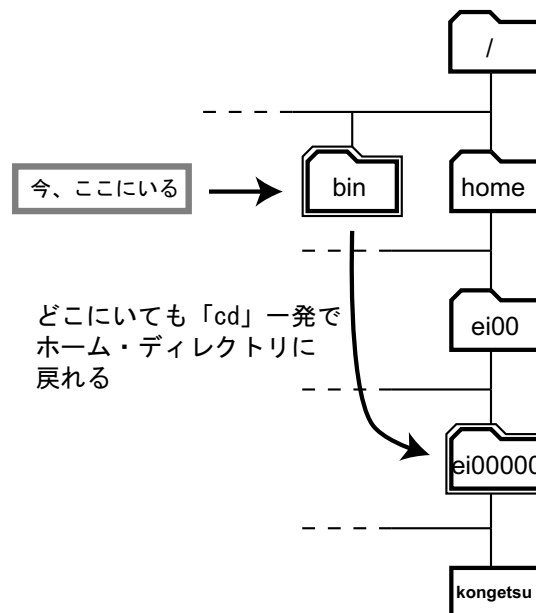 /
今、ここにいる
bin
home
どこにいても「cd」一発で
ホーム・ディレクトリに
戻れる
ei00
ei00000
kongetsu